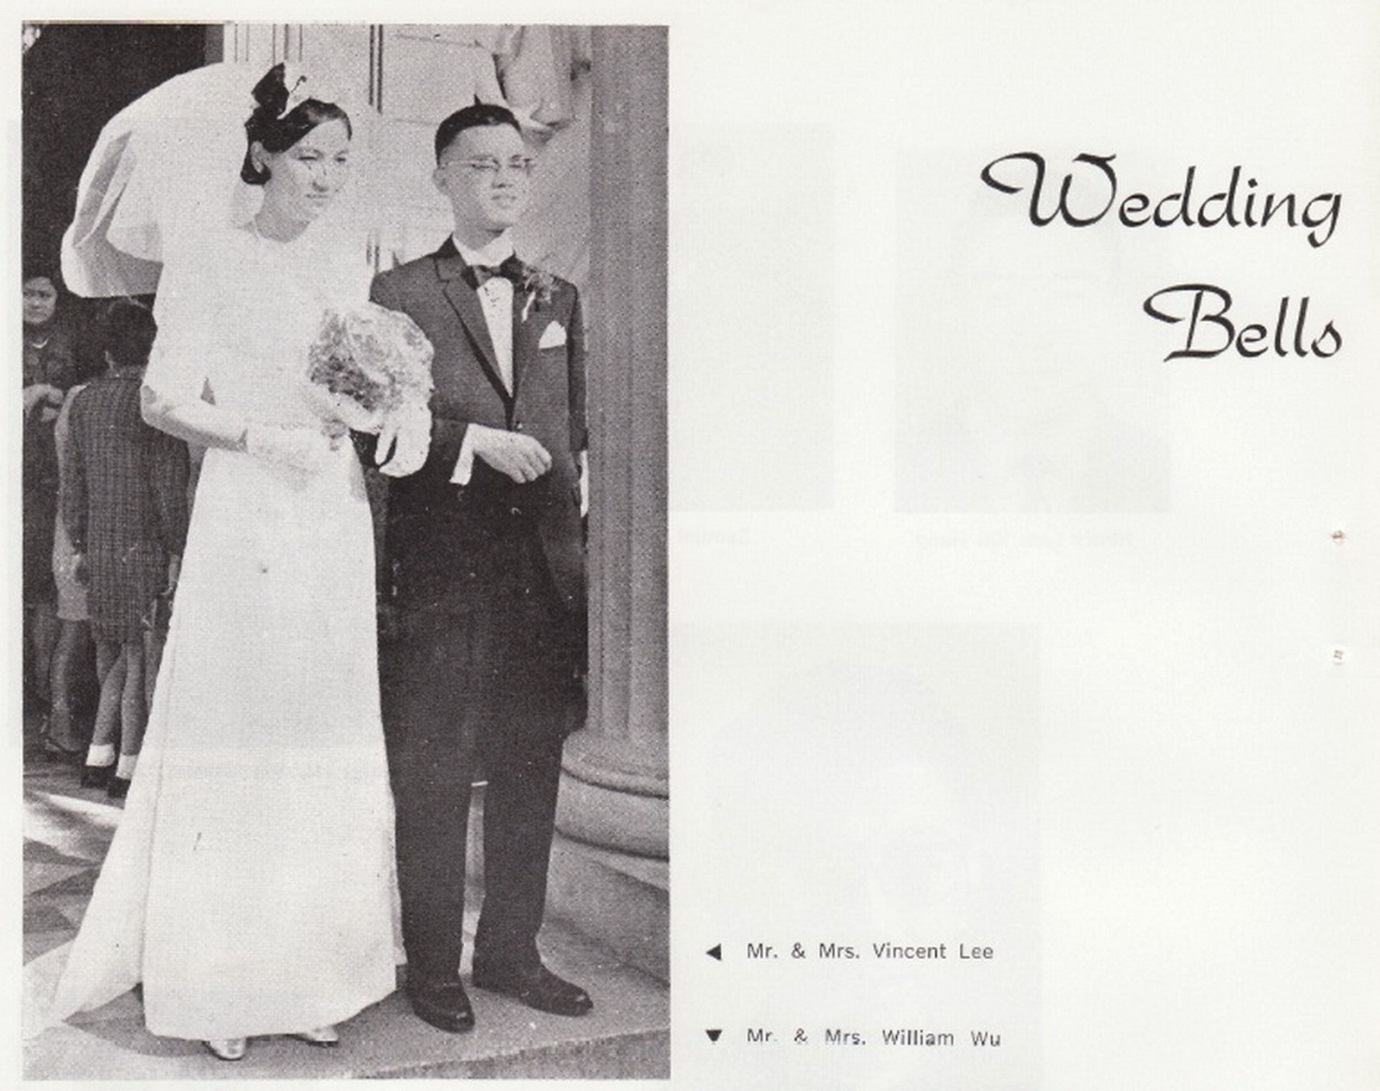 Wedding
Bells
◀ Mr. & Mrs. Vincent Lee
▼ Mr. & Mrs. William Wu